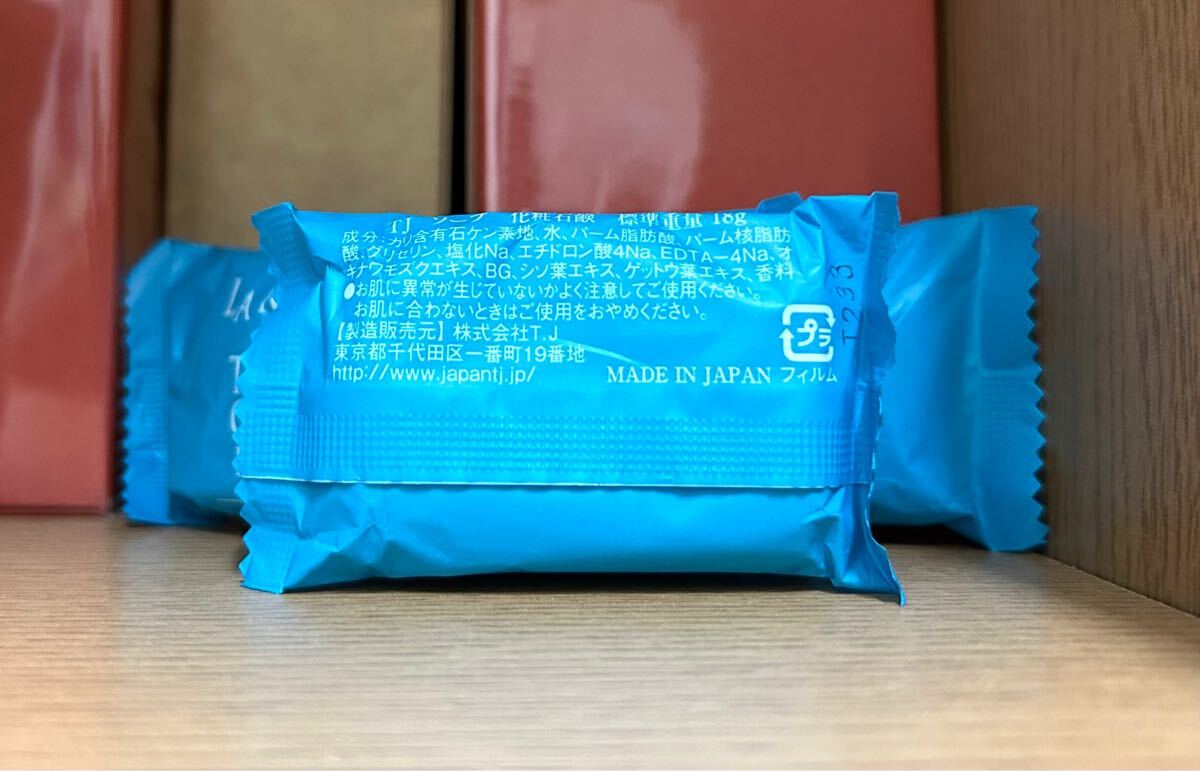 TJ ソープ 化粧石鹸 標準重量 18g
成分:カリ含有石ケン素地、水、パーム脂肪酸、パーム核脂肪
酸、グリセリン、塩化Na、エチドロン酸4Na、EDTA-4Na、オ
キナワモズクエキス、BG、シソ葉エキス、ゲットウ葉エキス、香料
●お肌に異常が生じていないかよく注意してご使用ください。
お肌に合わないときはご使用をおやめください。
【製造販売元】株式会社T.J
東京都千代田区一番町19番地
http://www.japantj.jp/
MADE IN JAPAN
プラ
フィルム
T233
LA